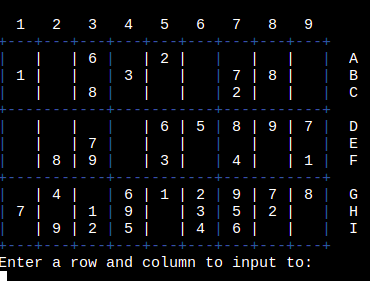 1 2 3 4 5 6 7 8 9
+---+---+---+---+---+---+---+---+---+
|   |   | 6 |   | 2 |   |   |   |   | A
| 1 |   |   | 3 |   |   | 7 | 8 |   | B
|   |   | 8 |   |   |   | 2 |   |   | C
+---+---+---+---+---+---+---+---+---+
|   |   |   |   | 6 | 5 | 8 | 9 | 7 | D
|   |   | 7 |   |   |   |   |   |   | E
|   | 8 | 9 |   | 3 |   | 4 |   | 1 | F
+---+---+---+---+---+---+---+---+---+
|   | 4 |   | 6 | 1 | 2 | 9 | 7 | 8 | G
| 7 |   | 1 | 9 |   | 3 | 5 | 2 |   | H
|   | 9 | 2 | 5 |   | 4 | 6 |   |   | I
+---+---+---+---+---+---+---+---+---+
Enter a row and column to input to: